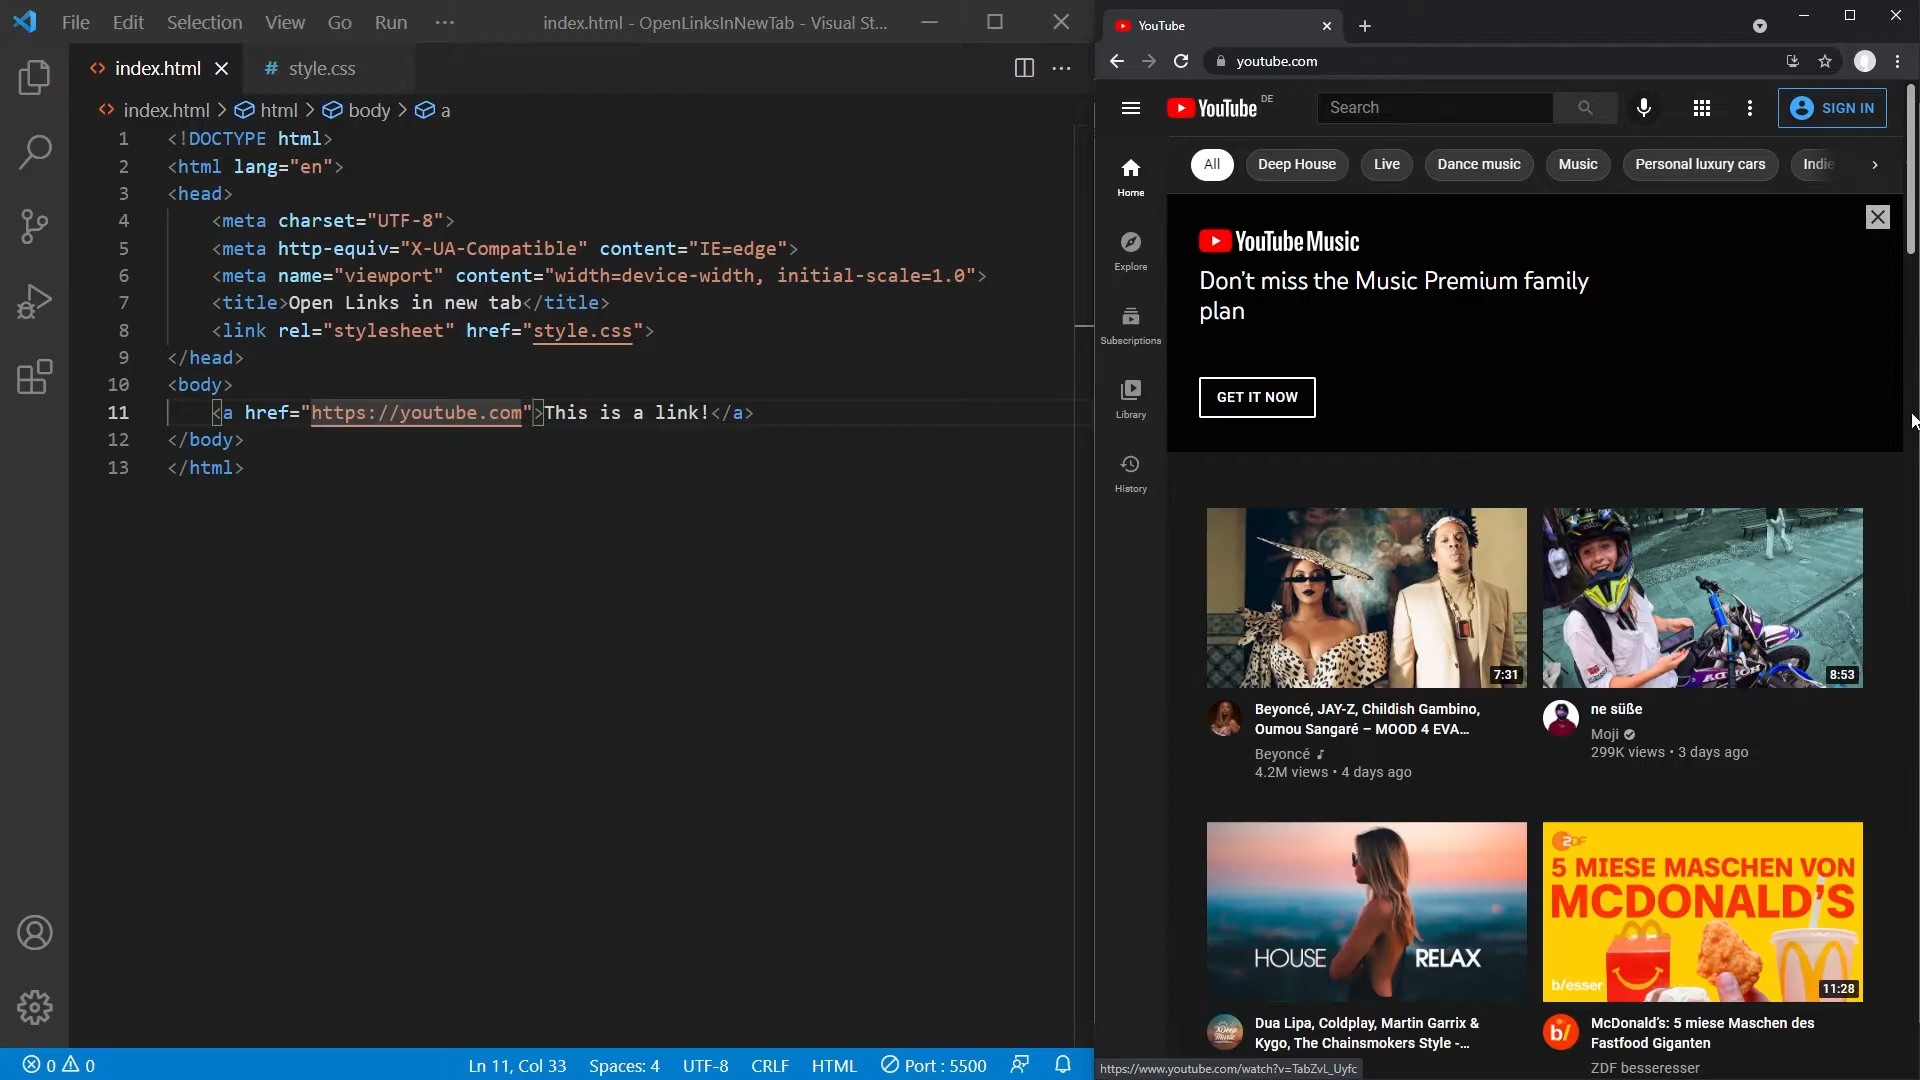 File Edit Selection View Go Run ···
index.html - OpenLinksInNewTab - Visual St...
index.html
# style.css
index.html > html > body > a
1 <!DOCTYPE html>
2 <html lang="en">
3 <head>
4 <meta charset="UTF-8">
5 <meta http-equiv="X-UA-Compatible" content="IE=edge">
6 <meta name="viewport" content="width=device-width, initial-scale=1.0">
7 <title>Open Links in new tab</title>
8 <link rel="stylesheet" href="style.css">
9 </head>
10 <body>
11 <a href="https://youtube.com">This is a link!</a>
12 </body>
13 </html>
0 0
Ln 11, Col 33 Spaces: 4 UTF-8 CRLF HTML Port : 5500
YouTube
youtube.com
YouTube DE
Search
SIGN IN
All Deep House Live Dance music Music Personal luxury cars Indie
Home
Explore
Subscriptions
Library
History
YouTube Music
Don't miss the Music Premium family
plan
GET IT NOW
7:31
Beyoncé, JAY-Z, Childish Gambino,
Oumou Sangaré – MOOD 4 EVA...
Beyoncé
4.2M views • 4 days ago
8:53
ne süße
Moji
299K views • 3 days ago
HOUSE RELAX
Dua Lipa, Coldplay, Martin Garrix &
Kygo, The Chainsmokers Style -...
ZDF
5 MIESE MASCHEN VON
MCDONALD'S
b/esser
11:28
b/
McDonald's: 5 miese Maschen des
Fastfood Giganten
ZDF besseresser
https://www.youtube.com/watch?v=TabZvL_Uyfc